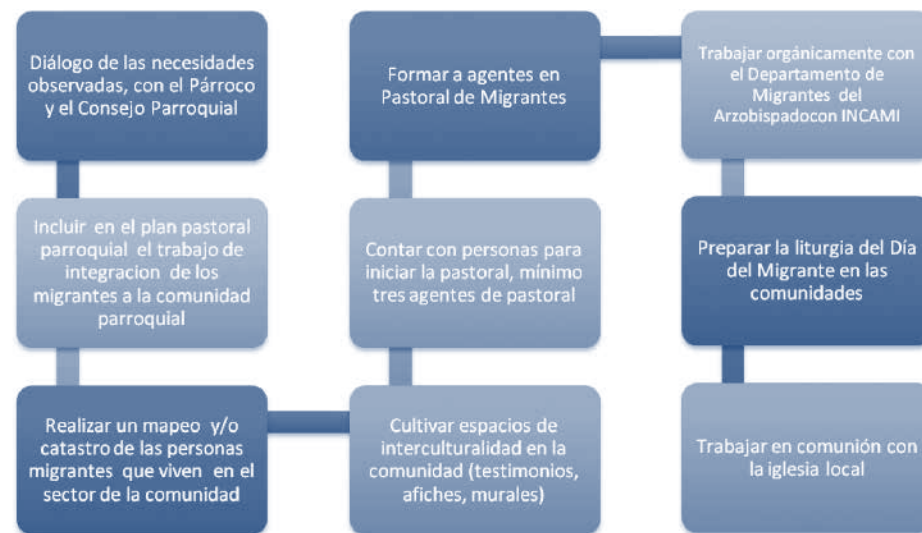 Diálogo de las necesidades
observadas, con el Párroco
y el Consejo Parroquial
Incluir en el plan pastoral
parroquial el trabajo de
integracion de los
migrantes a la comunidad
parroquial
Realizar un mapeo y/o
catastro de las personas
migrantes que viven en el
sector de la comunidad
Cultivar espacios de
interculturalidad en la
comunidad (testimonios,
afiches, murales)
Contar con personas para
iniciar la pastoral, mínimo
tres agentes de pastoral
Formar a agentes en
Pastoral de Migrantes
Trabajar orgánicamente con
el Departamento de
Migrantes del
Arzobispadocon INCAMI
Preparar la liturgia del Día
del Migrante en las
comunidades
Trabajar en comunión con
la iglesia local